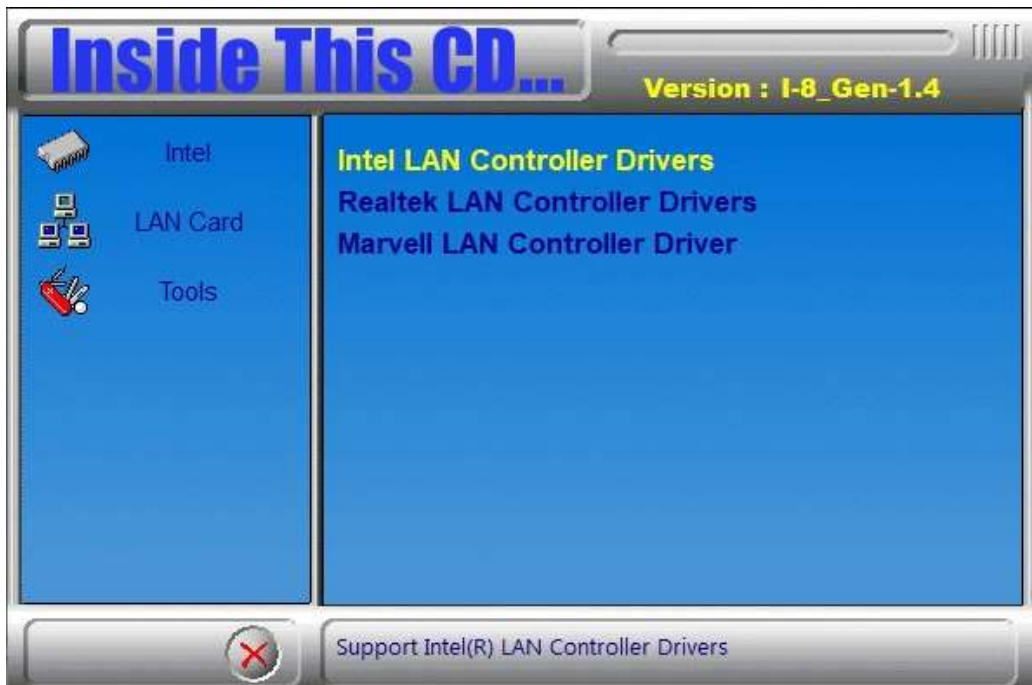 Inside This CD...
Version : I-8_Gen-1.4
Intel
LAN Card
Tools
Intel LAN Controller Drivers
Realtek LAN Controller Drivers
Marvell LAN Controller Driver
Support Intel(R) LAN Controller Drivers